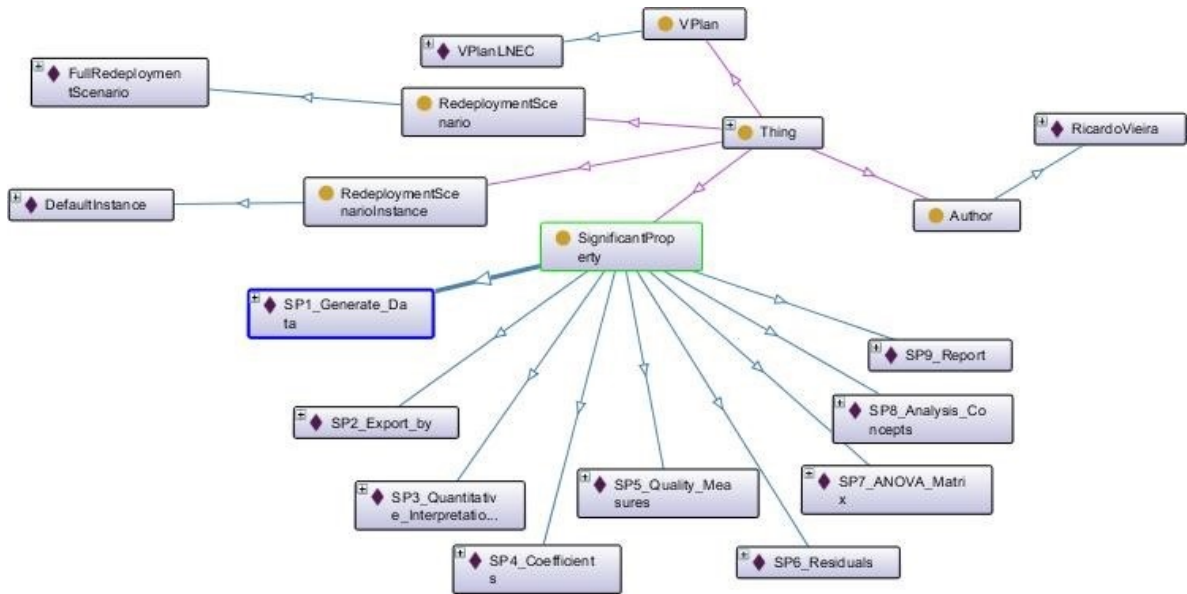 VPlan
VPlanLNEC
FullRedeploymen
tScenario
RedeploymentSce
nario
Thing
RicardoVieira
RedeploymentSce
narioInstance
DefaultInstance
Author
SignificantProp
erty
SP1_Generate_Da
ta
SP9_Report
SP2_Export_by
SP8_Analysis_Co
ncepts
SP3_Quantitativ
e_Interpretatio...
SP5_Quality_Mea
sures
SP7_ANOVA_Matri
x
SP4_Coefficient
s
SP6_Residuals